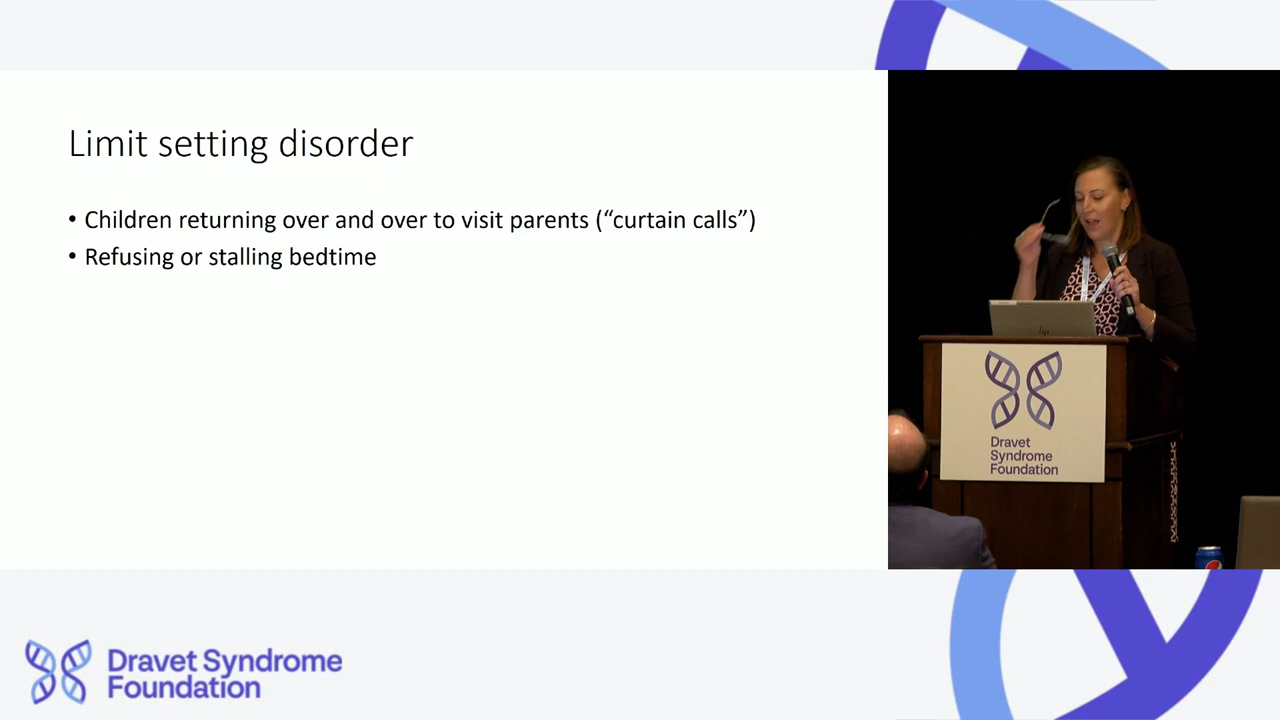 Limit setting disorder
• Children returning over and over to visit parents (“curtain calls”)
• Refusing or stalling bedtime
hp
Dravet
Syndrome
Foundation
Dravet Syndrome
Foundation